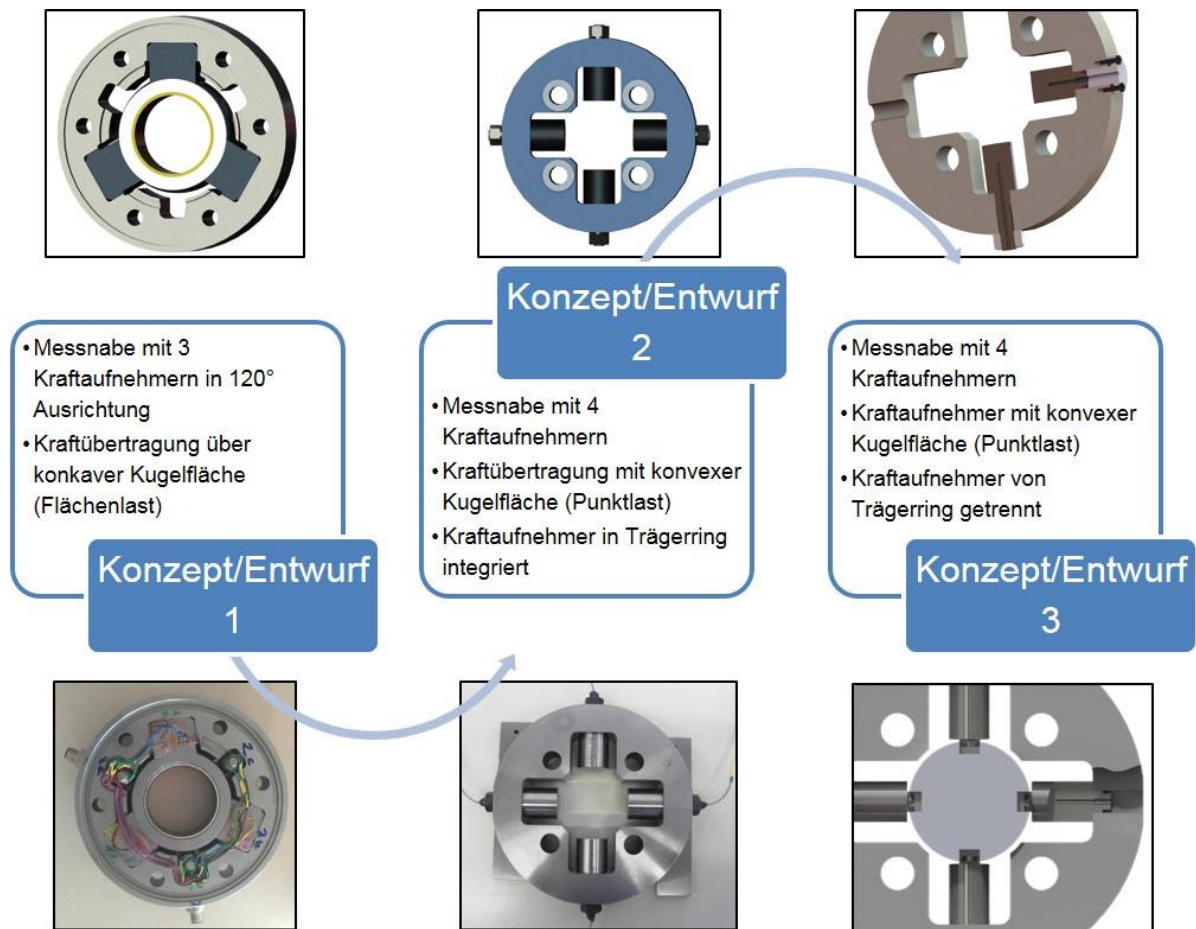 • Messnabe mit 3
Kraftaufnehmern in 120°
Ausrichtung
• Kraftübertragung über
konkaver Kugelfläche
(Flächenlast)
Konzept/Entwurf
1
Konzept/Entwurf
2
• Messnabe mit 4
Kraftaufnehmern
• Kraftübertragung mit konvexer
Kugelfläche (Punktlast)
• Kraftaufnehmer in Trägerring
integriert
• Messnabe mit 4
Kraftaufnehmern
• Kraftaufnehmer mit konvexer
Kugelfläche (Punktlast)
• Kraftaufnehmer von
Trägerring getrennt
Konzept/Entwurf
3